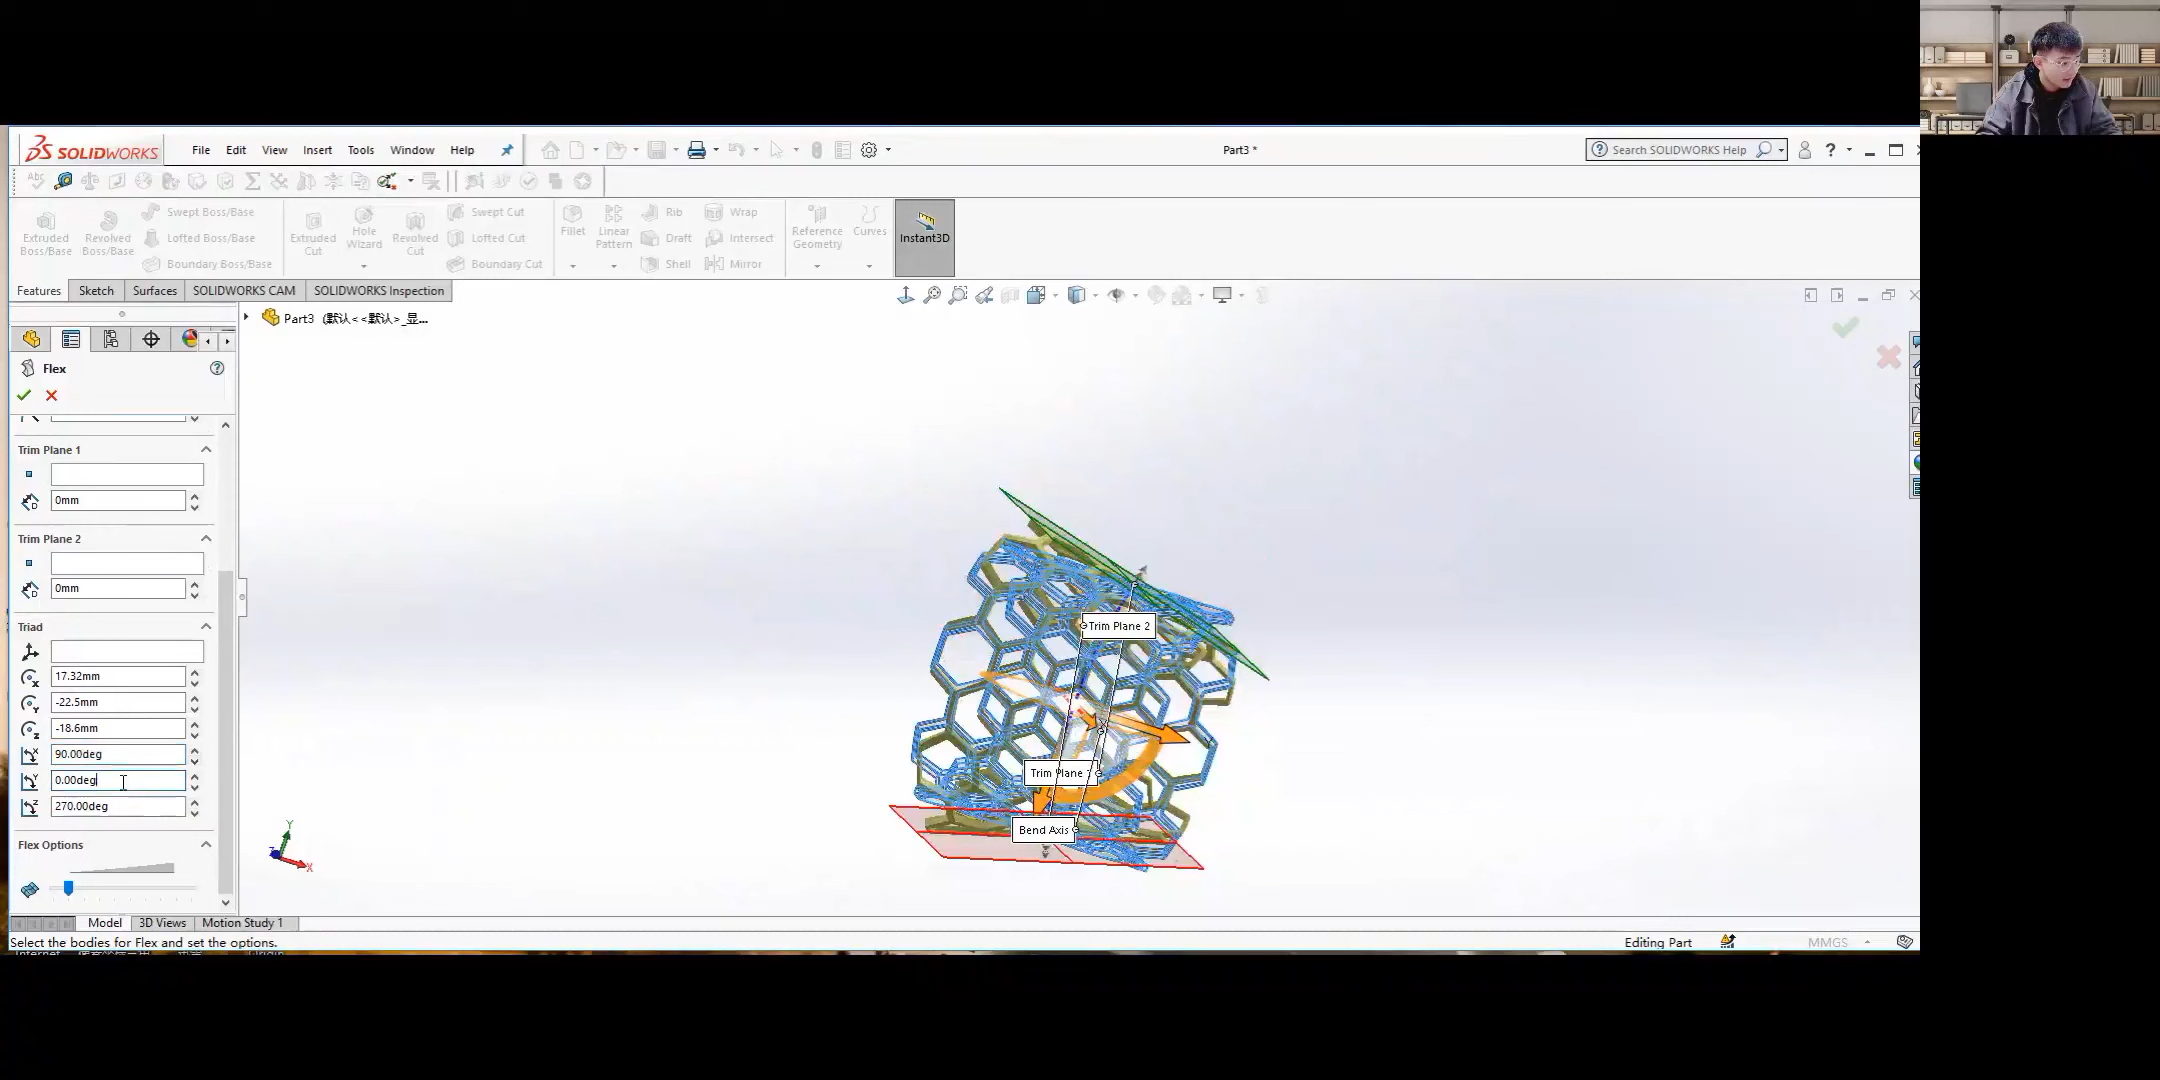 SOLIDWORKS File Edit View Insert Tools Window Help Part3 * Search SOLIDWORKS Help ?
Extruded Boss/Base
Revolved Boss/Base
Swept Boss/Base
Lofted Boss/Base
Boundary Boss/Base
Extruded Cut
Hole Wizard
Revolved Cut
Swept Cut
Lofted Cut
Boundary Cut
Fillet
Linear Pattern
Rib
Draft
Shell
Wrap
Intersect
Mirror
Reference Geometry
Curves
Instant3D
Features Sketch Surfaces SOLIDWORKS CAM SOLIDWORKS Inspection
Part3 (默认<<默认>_显...
Flex
Trim Plane 1
0mm
Trim Plane 2
0mm
Triad
17.32mm
-22.5mm
-18.6mm
90.00deg
0.00deg
270.00deg
Flex Options
Trim Plane 2
Trim Plane
Bend Axis
Y
Z
X
Model 3D Views Motion Study 1
Select the bodies for Flex and set the options. Editing Part MMGS